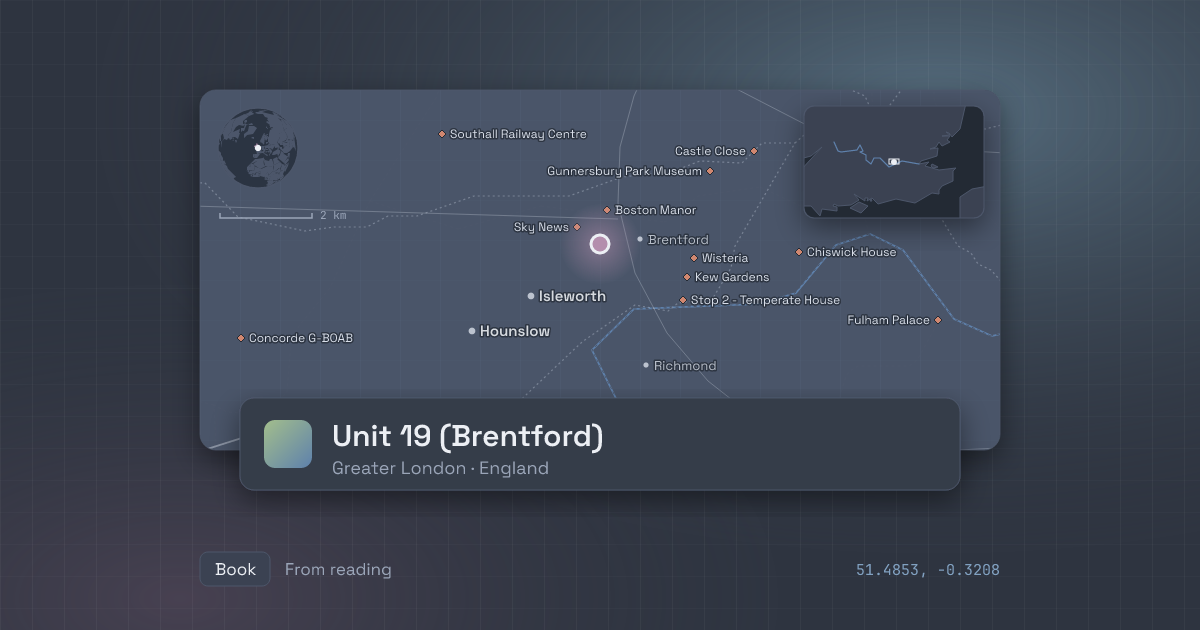 Southall Railway Centre
Castle Close
Gunnersbury Park Museum
2 km
Boston Manor
Sky News
Brentford
Chiswick House
Wisteria
Kew Gardens
Isleworth
Stop 2 - Temperate House
Fulham Palace
Hounslow
Concorde G-BOAB
Richmond
Unit 19 (Brentford)
Greater London · England
Book From reading
51.4853, -0.3208